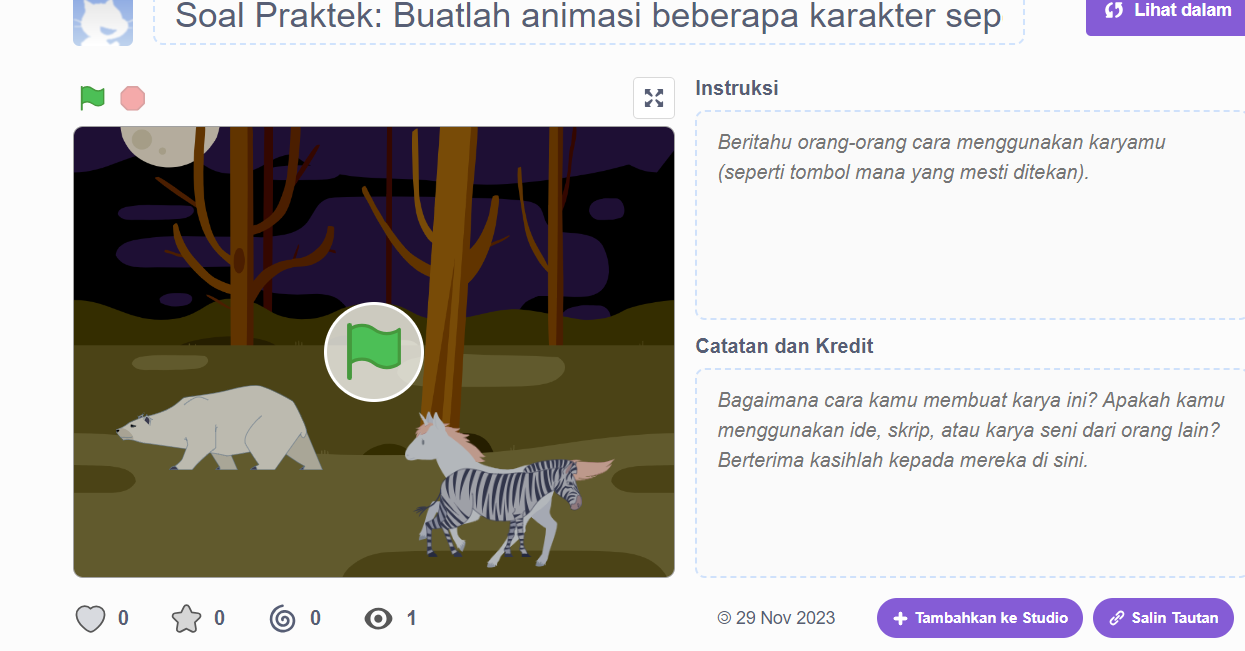 Soal Praktek: Buatlah animasi beberapa karakter sep
Lihat dalam
Instruksi
Beritahu orang-orang cara menggunakan karyamu
(seperti tombol mana yang mesti ditekan).
Catatan dan Kredit
Bagaimana cara kamu membuat karya ini? Apakah kamu
menggunakan ide, skrip, atau karya seni dari orang lain?
Berterima kasihlah kepada mereka di sini.
0
0
0
1
© 29 Nov 2023
Tambahkan ke Studio
Salin Tautan